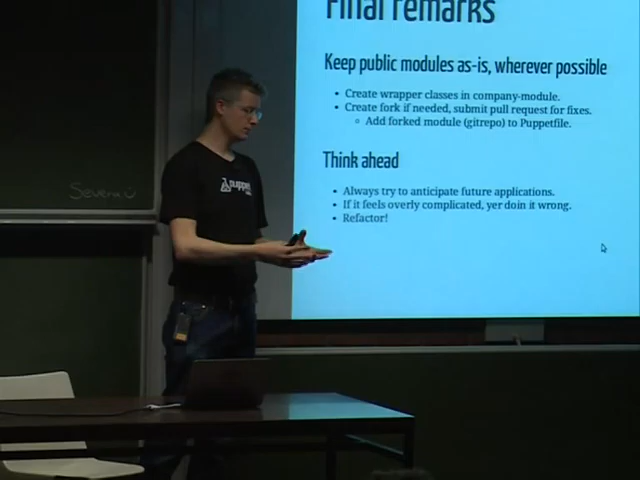 Final remarks
Keep public modules as-is, wherever possible
• Create wrapper classes in company-module.
• Create fork if needed, submit pull request for fixes.
◦ Add forked module (gitrepo) to Puppetfile.
Think ahead
• Always try to anticipate future applications.
• If it feels overly complicated, yer doin it wrong.
• Refactor!
puppet